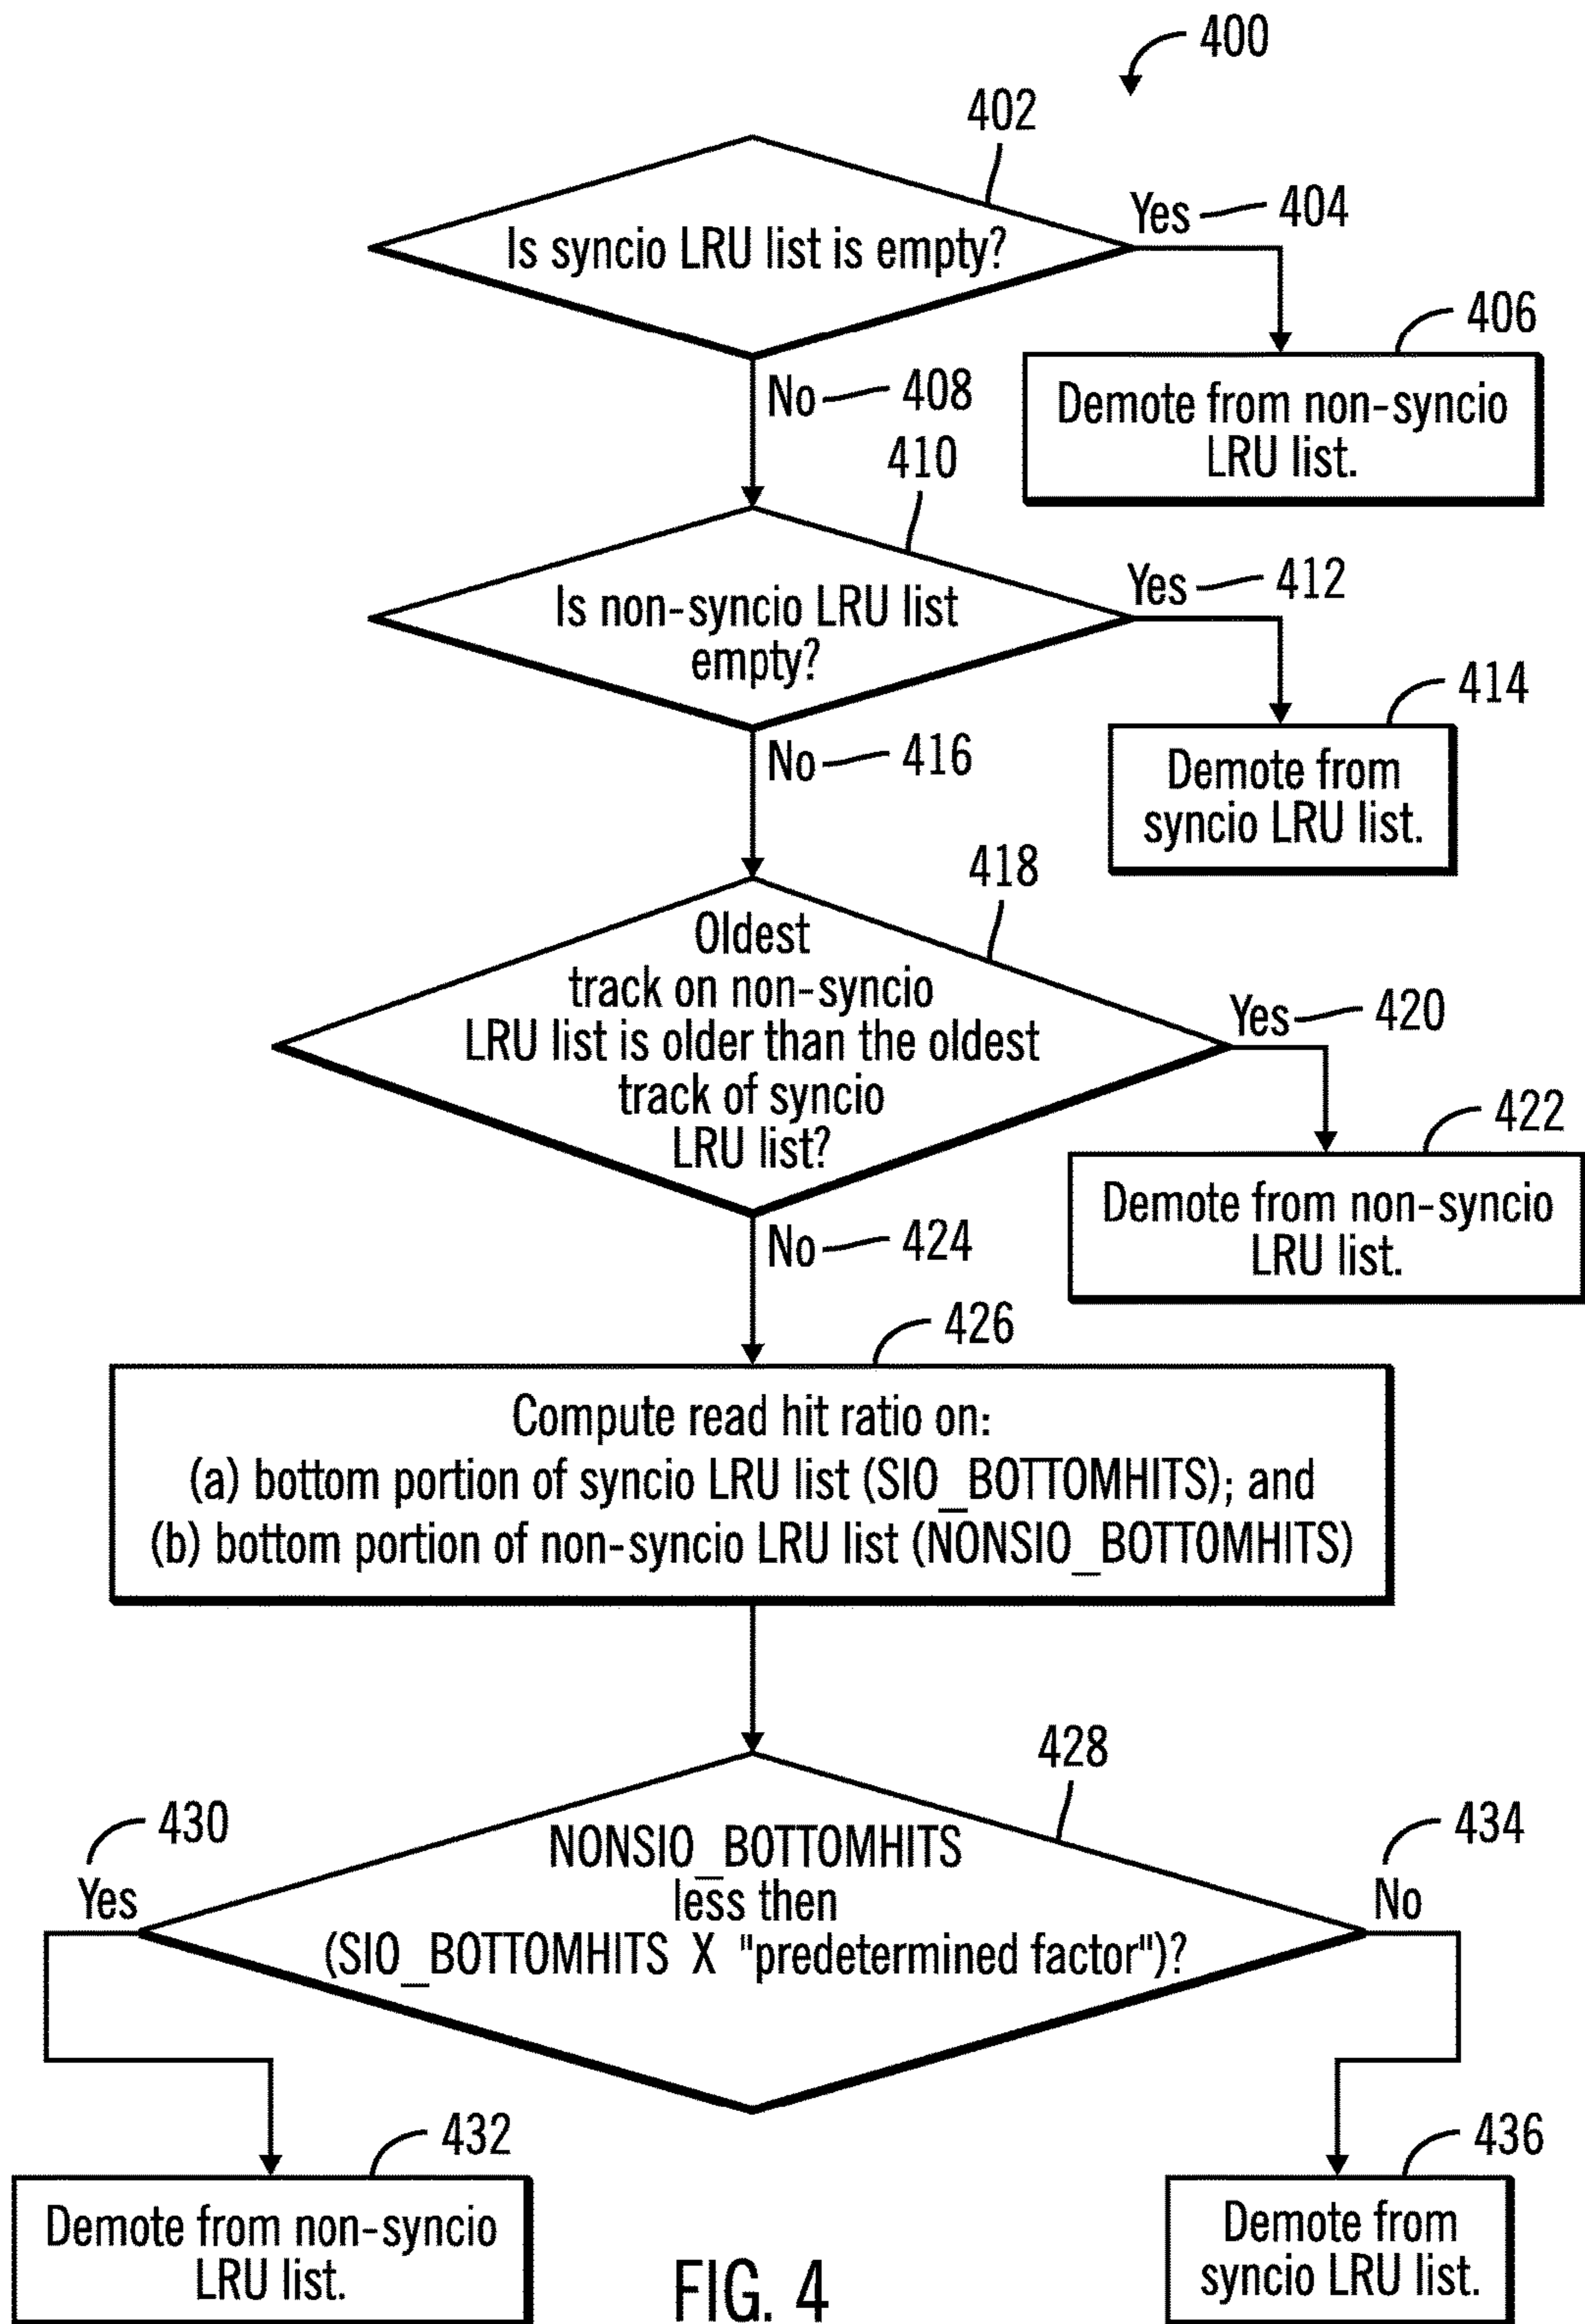 400
402
Is syncio LRU list is empty?
Yes 404
406
Demote from non-syncio
LRU list.
No 408
410
Is non-syncio LRU list
empty?
Yes 412
414
Demote from
syncio LRU list.
No 416
418
Oldest
track on non-syncio
LRU list is older than the oldest
track of syncio
LRU list?
Yes 420
422
Demote from non-syncio
LRU list.
No 424
426
Compute read hit ratio on:
(a) bottom portion of syncio LRU list (SIO_BOTTOMHITS); and
(b) bottom portion of non-syncio LRU list (NONSIO_BOTTOMHITS)
428
NONSIO_BOTTOMHITS
less then
(SIO_BOTTOMHITS X "predetermined factor")?
430
Yes
434
No
432
Demote from non-syncio
LRU list.
436
Demote from
syncio LRU list.
FIG. 4